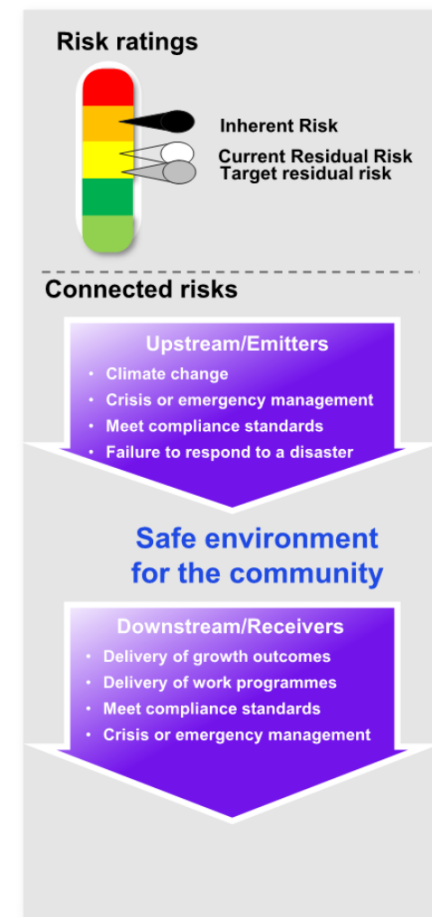 Risk ratings
Inherent Risk
Current Residual Risk
Target residual risk
Connected risks
Upstream/Emitters
• Climate change
• Crisis or emergency management
• Meet compliance standards
• Failure to respond to a disaster
Safe environment
for the community
Downstream/Receivers
• Delivery of growth outcomes
• Delivery of work programmes
• Meet compliance standards
• Crisis or emergency management